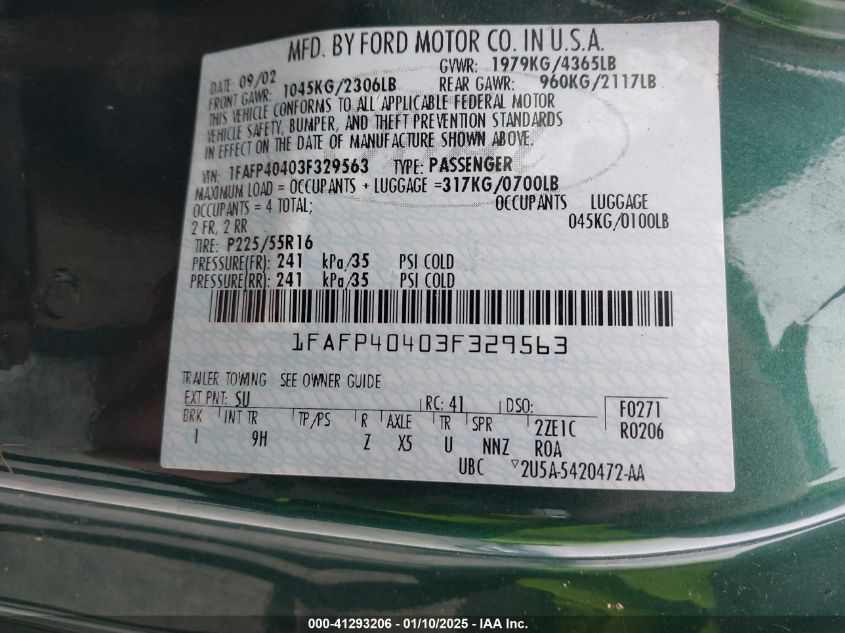 MFD. BY FORD MOTOR CO. IN U.S.A.
DATE: 09/02 GVWR: 1979KG/4365LB
FRONT GAWR: 1045KG/2306LB REAR GAWR: 960KG/2117LB
THIS VEHICLE CONFORMS TO ALL APPLICABLE FEDERAL MOTOR
VEHICLE SAFETY, BUMPER, AND THEFT PREVENTION STANDARDS
IN EFFECT ON THE DATE OF MANUFACTURE SHOWN ABOVE.
VIN: 1FAFP40403F329563 TYPE: PASSENGER
MAXIMUM LOAD = OCCUPANTS + LUGGAGE =317KG/0700LB
OCCUPANTS = 4 TOTAL; OCCUPANTS LUGGAGE
2 FR, 2 RR 045KG/0100LB
TIRE: P225/55R16
PRESSURE(FR): 241 kPa/35 PSI COLD
PRESSURE(RR): 241 kPa/35 PSI COLD
1FAFP40403F329563
TRAILER TOWING SEE OWNER GUIDE
EXT PNT: SU RC: 41 DSO: F0271
BRK INT TR TP/PS R AXLE TR SPR 2ZE1C R0206
I 9H Z X5 U NNZ ROA
UBC ▽2U5A-5420472-AA
000-41293206 - 01/10/2025 - IAA Inc.